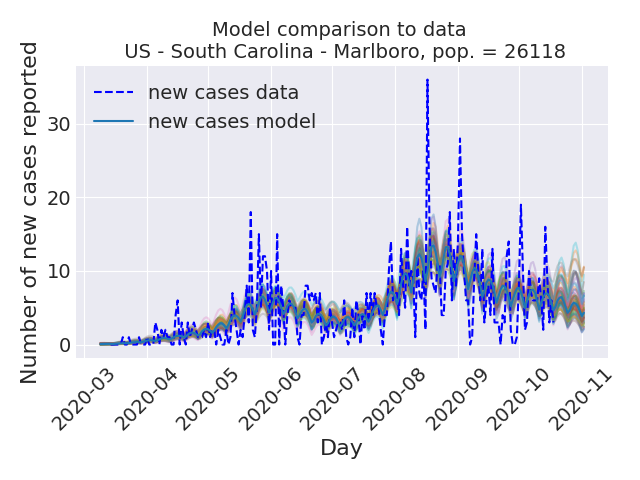 Model comparison to data
US - South Carolina - Marlboro, pop. = 26118
Number of new cases reported
new cases data
new cases model
30
20
10
0
2020-03
2020-04
2020-05
2020-06
2020-07
2020-08
2020-09
2020-10
2020-11
Day